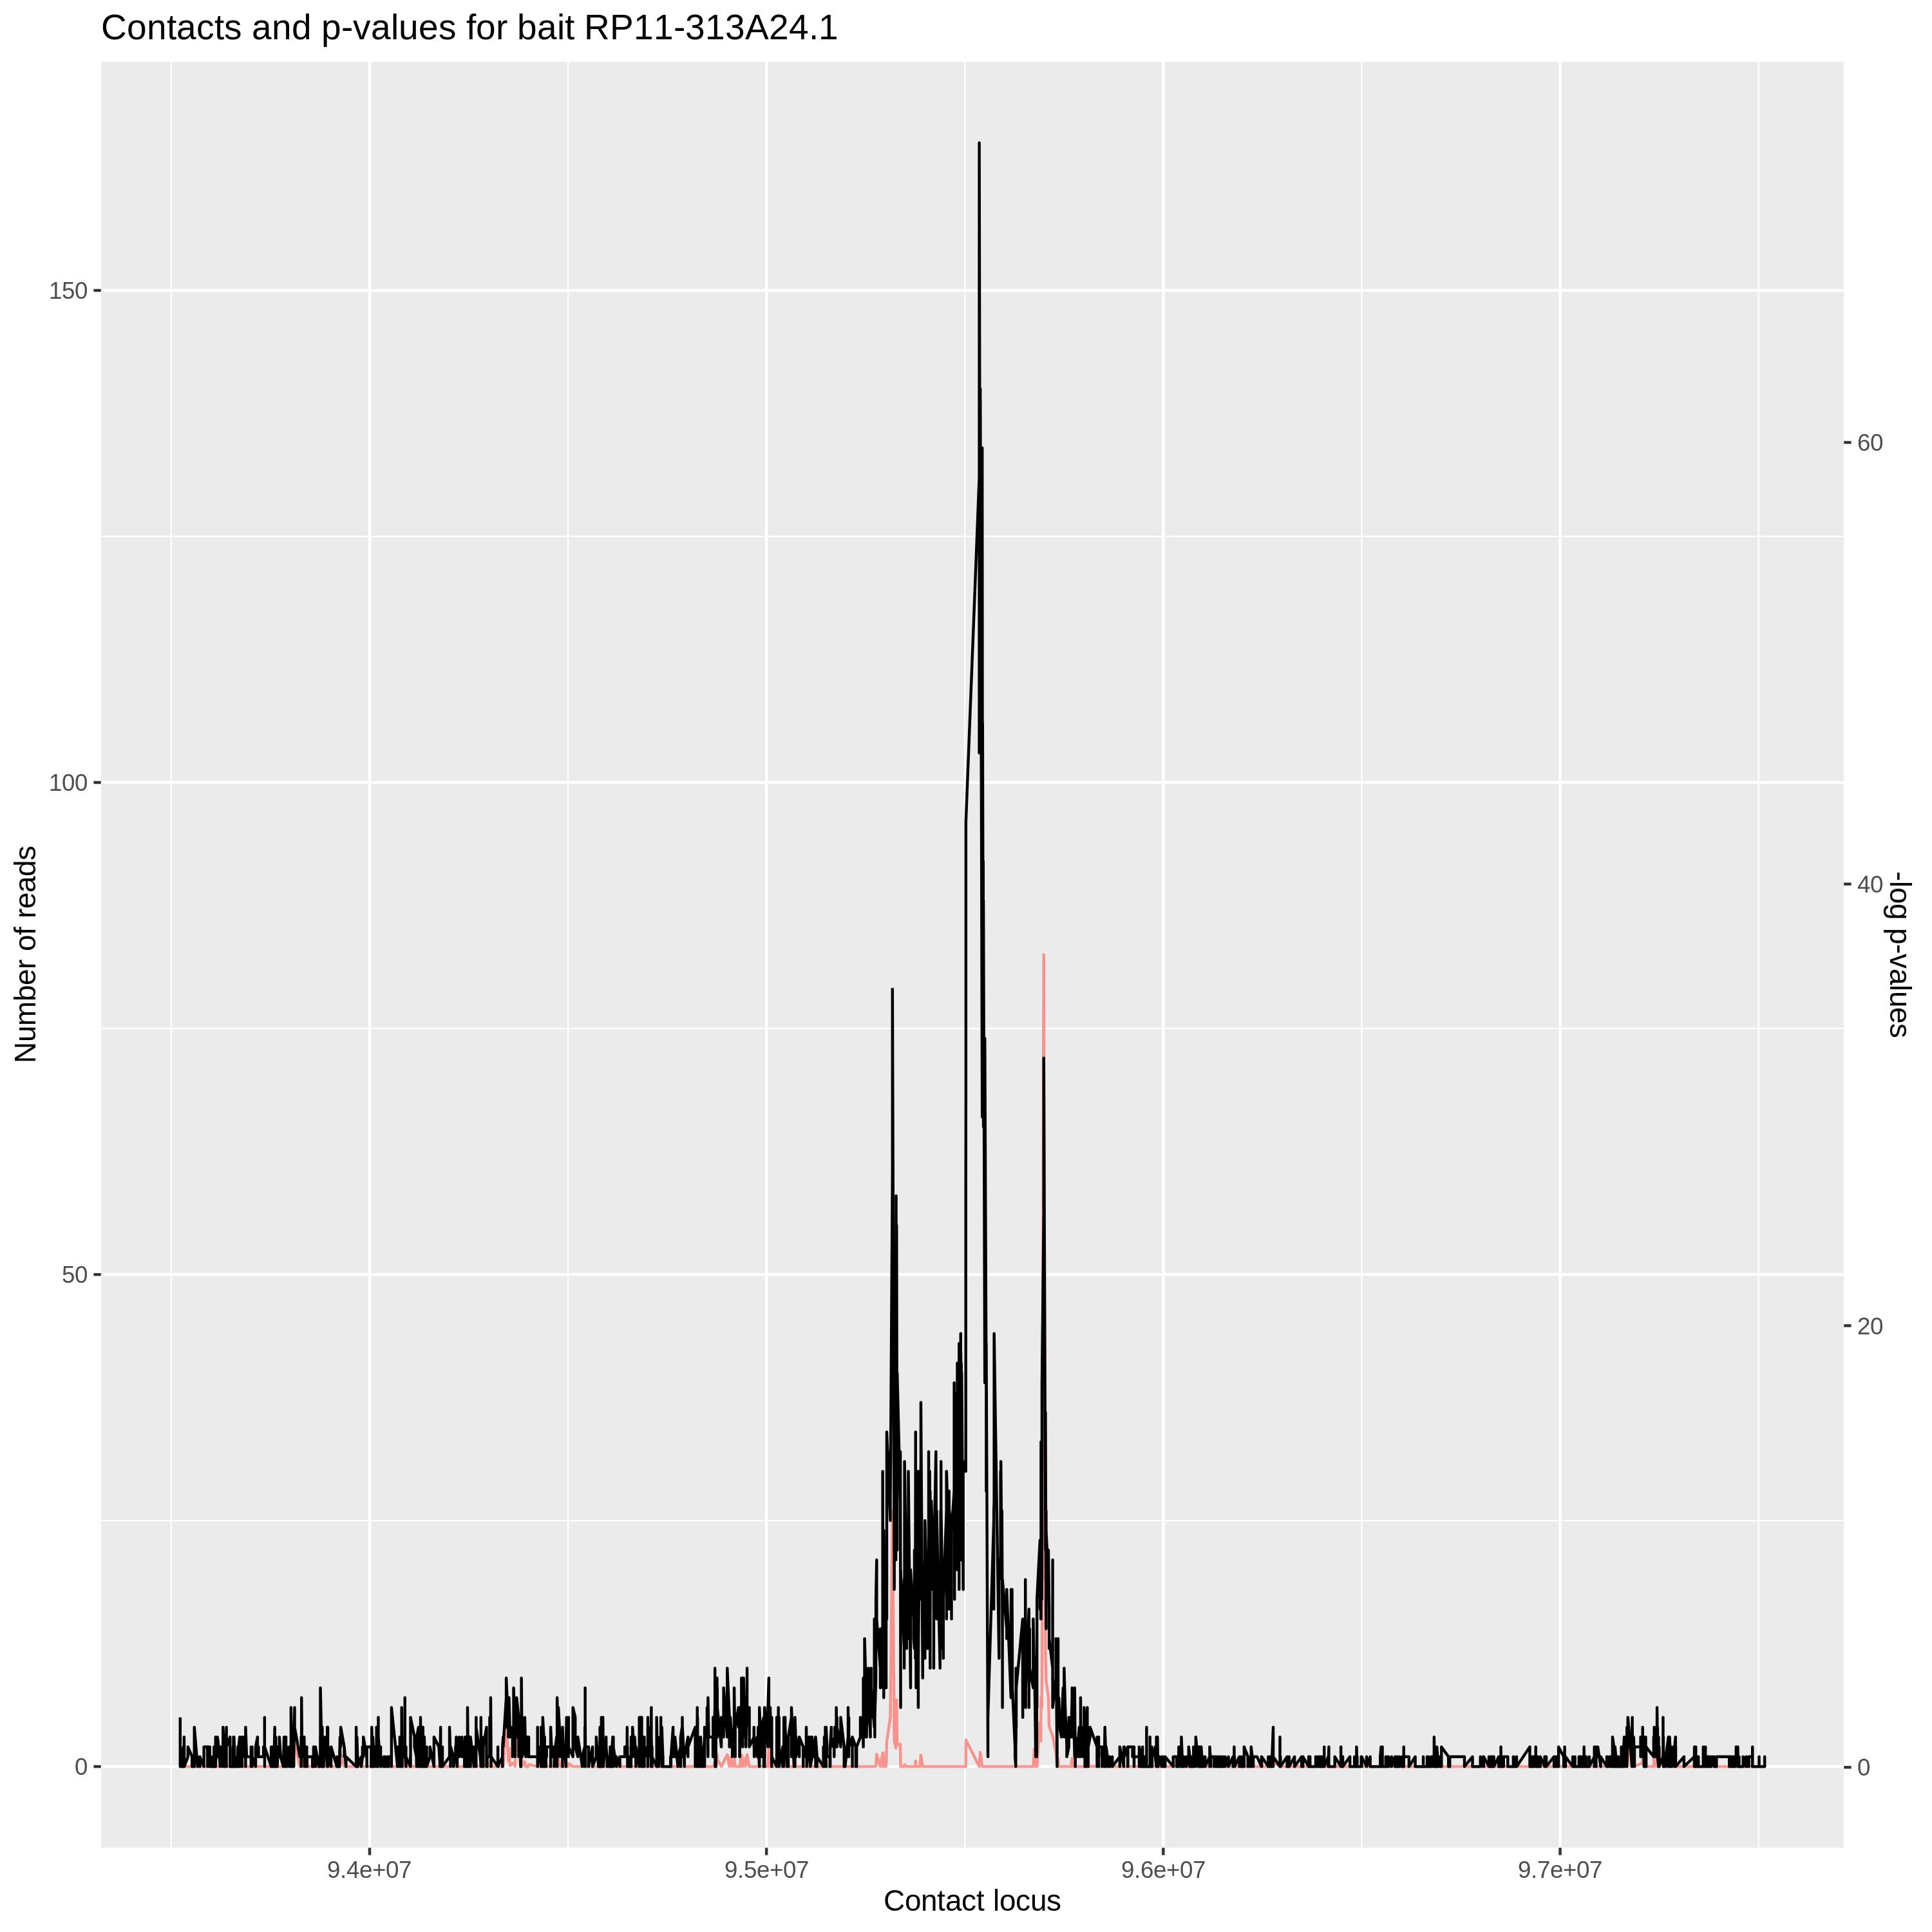 Contacts and p-values for bait RP11-313A24.1
150
100
50
0
Number of reads
60
40
20
0
-log p-values
9.4e+07
9.5e+07
9.6e+07
9.7e+07
Contact locus